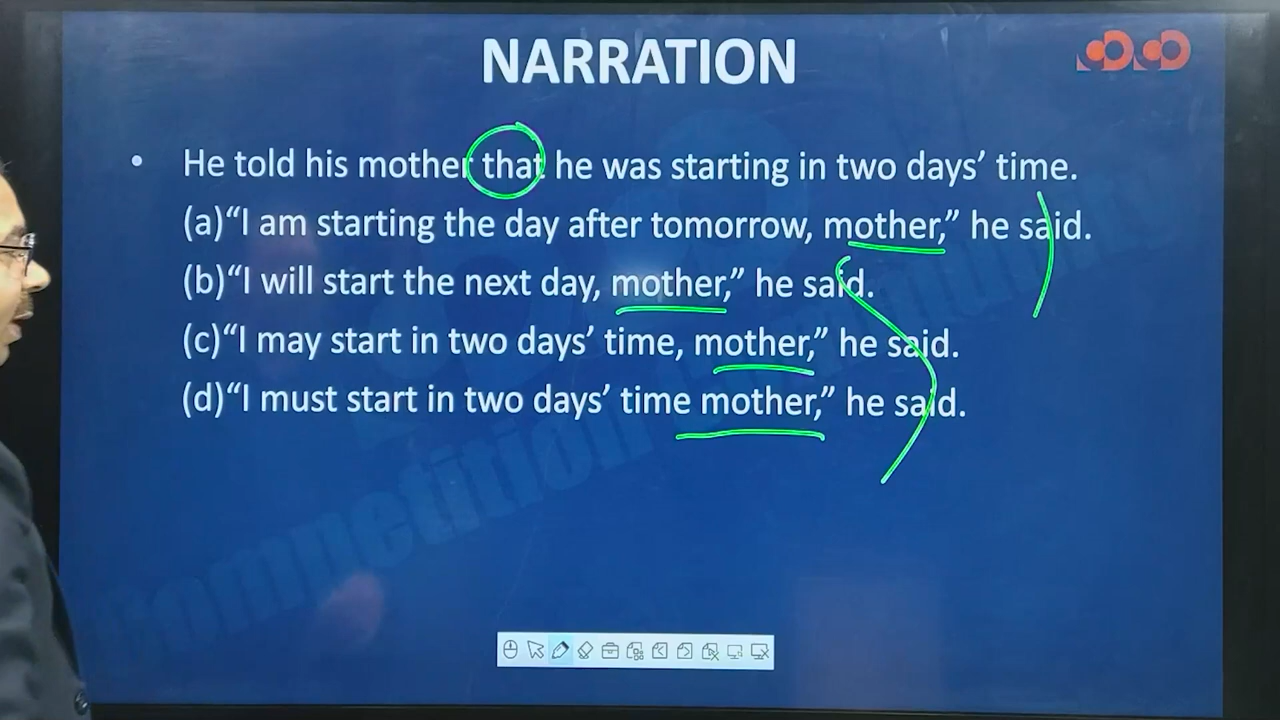 NARRATION
• He told his mother that he was starting in two days’ time.
(a)“I am starting the day after tomorrow, mother,” he said.
(b)“I will start the next day, mother,” he said.
(c)“I may start in two days’ time, mother,” he said.
(d)“I must start in two days’ time mother,” he said.